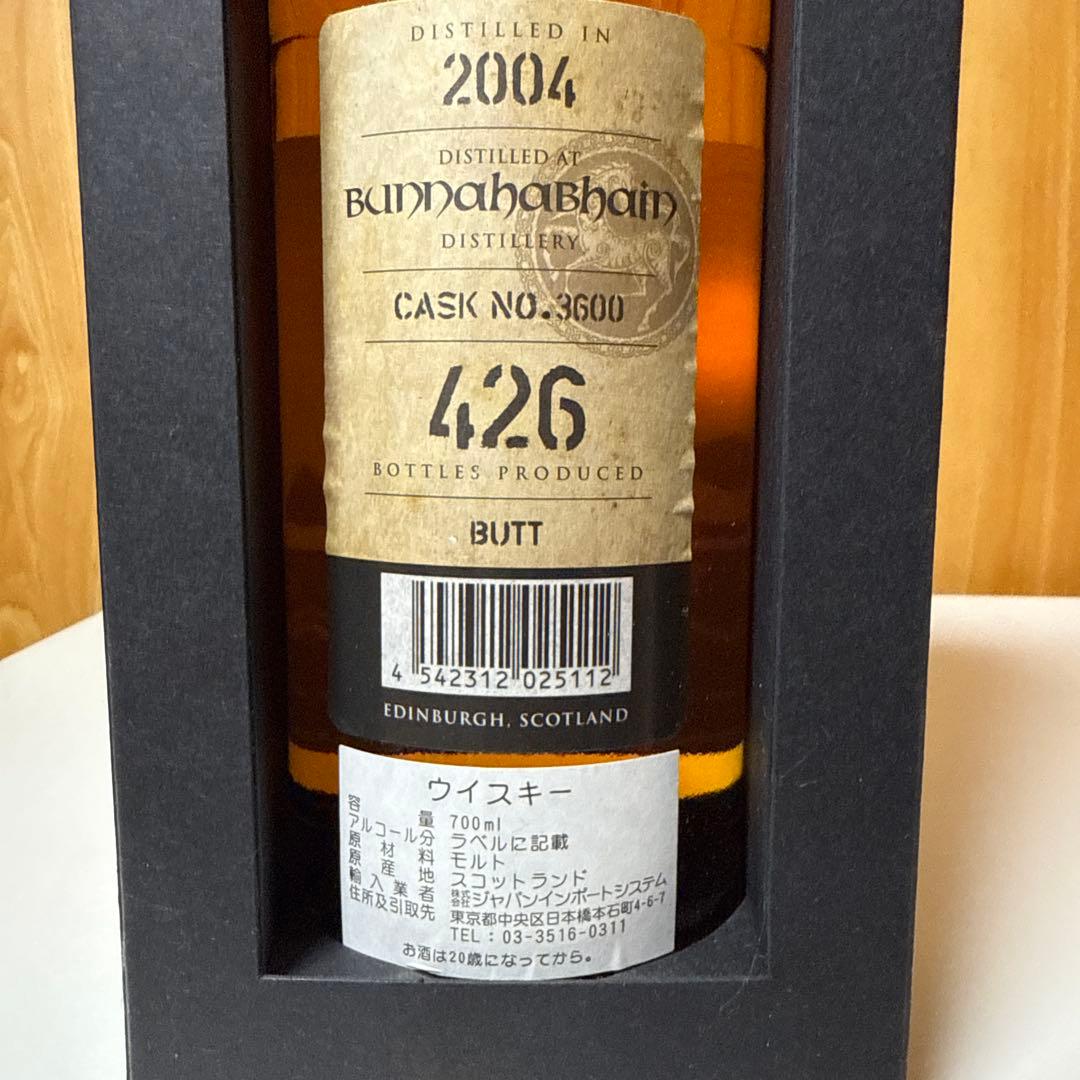 DISTILLED IN
2004
DISTILLED AT
Bunnahabhain
DISTILLERY
CASK NO.3600
426
BOTTLES PRODUCED
BUTT
4 542312 025112
EDINBURGH, SCOTLAND
ウイスキー
容量 700ml
アルコール分 ラベルに記載
原材料 モルト
原産地 スコットランド
輸入業者 株式会社ジャパンインポートシステム
住所及引取先 東京都中央区日本橋本石町4-6-7
TEL：03-3516-0311
お酒は20歳になってから。